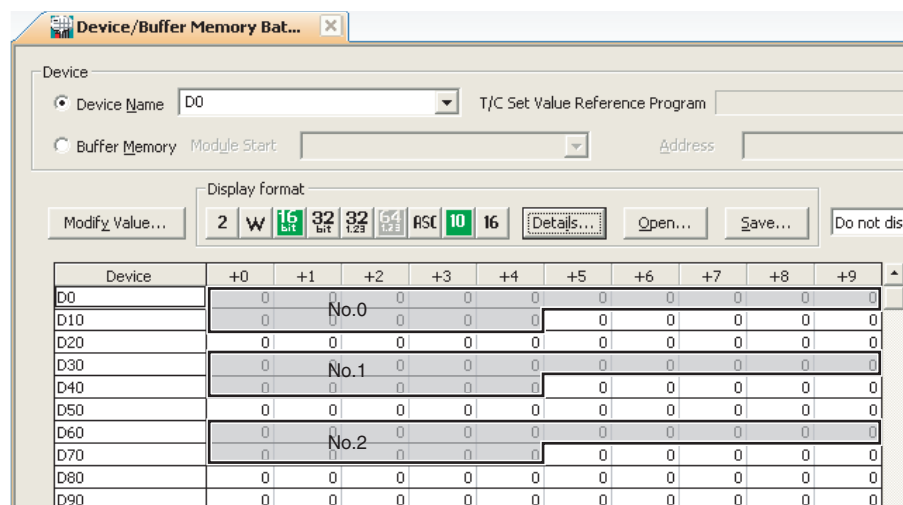 Device/Buffer Memory Bat...
Device
Device Name D0 T/C Set Value Reference Program
Buffer Memory Module Start Address
Display format
Modify Value... 2 W 16 bit 32 bit 32 1.23 64 1.23 ASC 10 16 Details... Open... Save... Do not dis
Device +0 +1 +2 +3 +4 +5 +6 +7 +8 +9
D0 0 0 0 0 0 0 0 0 0 0
No.0
D10 0 0 0 0 0 0 0 0 0 0
D20 0 0 0 0 0 0 0 0 0 0
D30 0 0 0 0 0 0 0 0 0 0
No.1
D40 0 0 0 0 0 0 0 0 0 0
D50 0 0 0 0 0 0 0 0 0 0
D60 0 0 0 0 0 0 0 0 0 0
No.2
D70 0 0 0 0 0 0 0 0 0 0
D80 0 0 0 0 0 0 0 0 0 0
D90 0 0 0 0 0 0 0 0 0 0